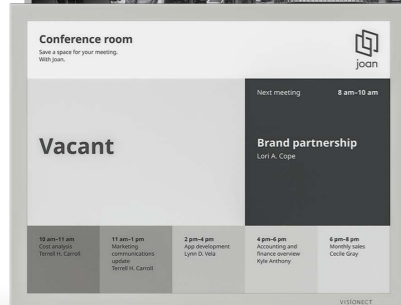 Conference room
Save a space for your meeting.
With Joan.
joan
Next meeting 8 am–10 am
Vacant
Brand partnership
Lori A. Cope
10 am–11 am
Cost analysis
Terrell H. Carroll
11 am–1 pm
Marketing
communications
update
Terrell H. Carroll
2 pm–4 pm
App development
Lynn D. Vela
4 pm–6 pm
Accounting and
finance overview
Kyle Anthony
6 pm–8 pm
Monthly sales
Cecile Gray
VISIONECT